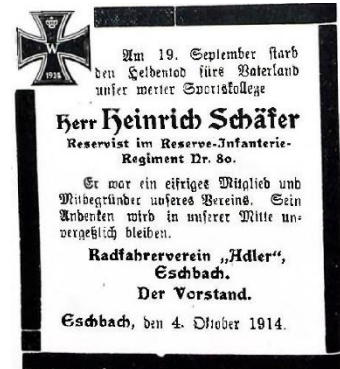 W
1914
Am 19. September starb
den Heldentod fürs Vaterland
unser werter Sportskollege
Herr Heinrich Schäfer
Reservist im Reserve-Infanterie-
Regiment Nr. 80.
Er war ein eifriges Mitglied und
Mitbegründer unseres Vereins. Sein
Andenken wird in unserer Mitte un-
vergeßlich bleiben.
Radfahrerverein „Adler“,
Eschbach.
Der Vorstand.
Eschbach, den 4. Oktober 1914.